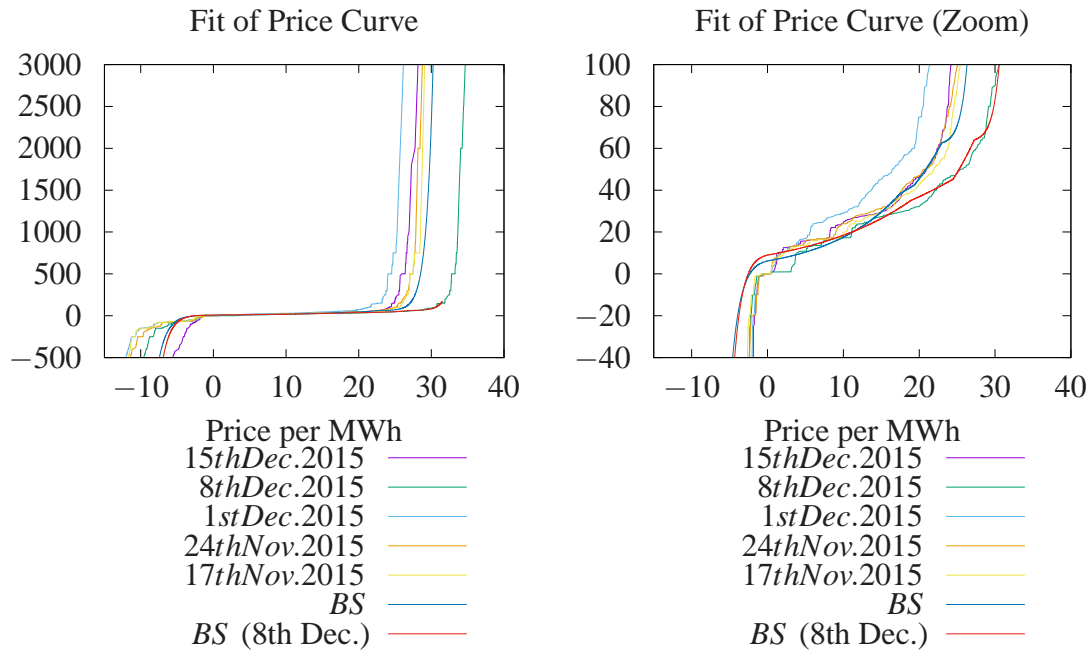 Fit of Price Curve
3000
2500
2000
1500
1000
500
0
−500
−10 0 10 20 30 40
Price per MWh
15thDec.2015
8thDec.2015
1stDec.2015
24thNov.2015
17thNov.2015
BS
BS (8th Dec.)
Fit of Price Curve (Zoom)
100
80
60
40
20
0
−20
−40
−10 0 10 20 30 40
Price per MWh
15thDec.2015
8thDec.2015
1stDec.2015
24thNov.2015
17thNov.2015
BS
BS (8th Dec.)